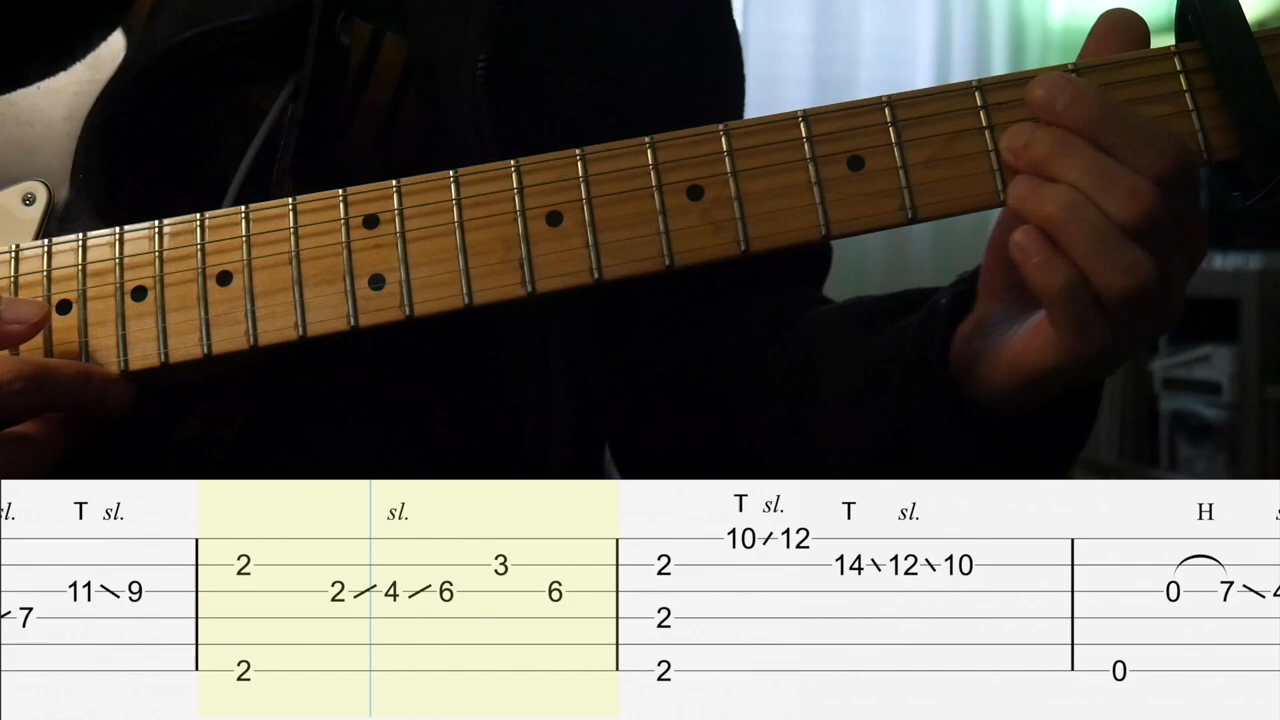 sl. T sl. sl. T sl. T sl. H
10 12
2 3 2 14 12 10
11 9 2 4 6 6 0 7 4
7 2
2 2 0